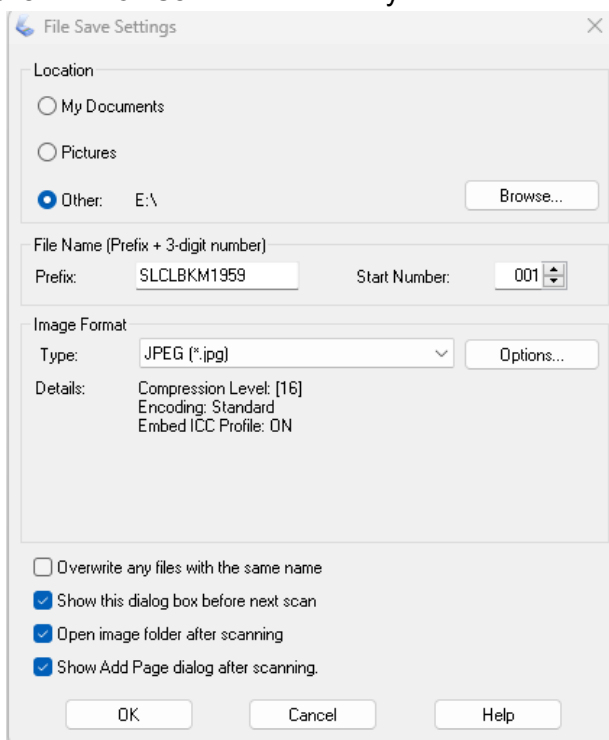 File Save Settings
Location
My Documents
Pictures
Other: E:\
Browse...
File Name (Prefix + 3-digit number)
Prefix: SLCLBKM1959 Start Number: 001
Image Format
Type: JPEG (*.jpg) Options...
Details: Compression Level: [16]
Encoding: Standard
Embed ICC Profile: ON
Overwrite any files with the same name
Show this dialog box before next scan
Open image folder after scanning
Show Add Page dialog after scanning.
OK Cancel Help